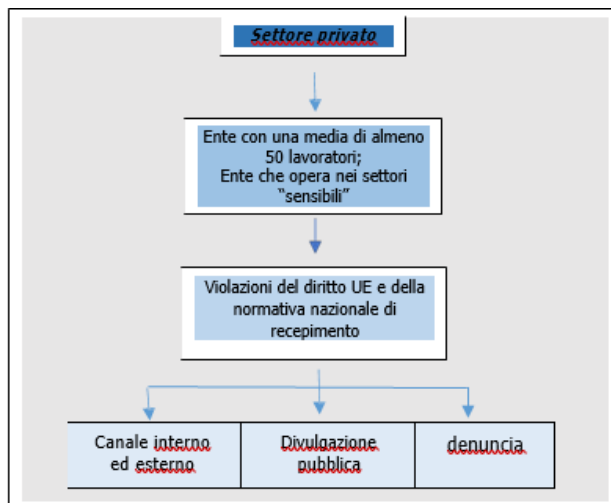 Settore privato
Ente con una media di almeno
50 lavoratori;
Ente che opera nei settori
“sensibili”
Violazioni del diritto UE e della
normativa nazionale di
recepimento
Canale interno
ed esterno
Divulgazione
pubblica
denuncia